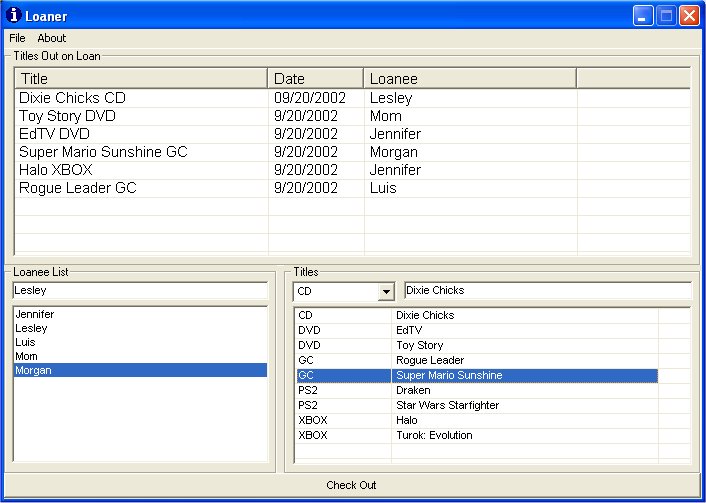 Loaner
File About
Titles Out on Loan
Title Date Loanee
Dixie Chicks CD 09/20/2002 Lesley
Toy Story DVD 9/20/2002 Mom
EdTV DVD 9/20/2002 Jennifer
Super Mario Sunshine GC 9/20/2002 Morgan
Halo XBOX 9/20/2002 Jennifer
Rogue Leader GC 9/20/2002 Luis
Loanee List
Lesley
Jennifer
Lesley
Luis
Mom
Morgan
Titles
CD Dixie Chicks
CD Dixie Chicks
DVD EdTV
DVD Toy Story
GC Rogue Leader
GC Super Mario Sunshine
PS2 Draken
PS2 Star Wars Starfighter
XBOX Halo
XBOX Turok: Evolution
Check Out